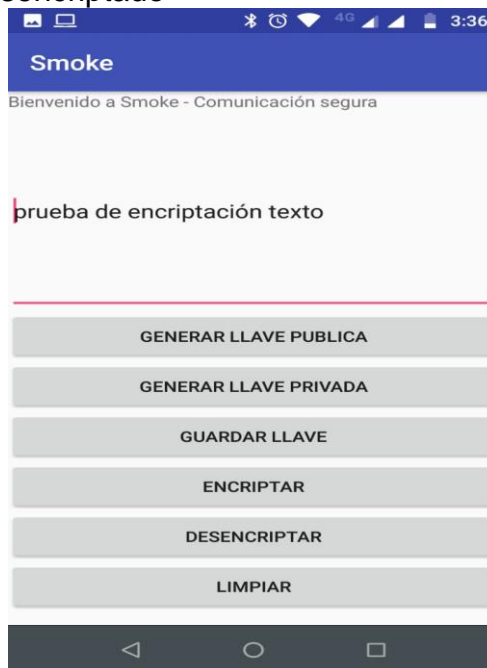 4G 3:36
Smoke
Bienvenido a Smoke - Comunicación segura
prueba de encriptación texto
GENERAR LLAVE PUBLICA
GENERAR LLAVE PRIVADA
GUARDAR LLAVE
ENCRIPTAR
DESENCRIPTAR
LIMPIAR